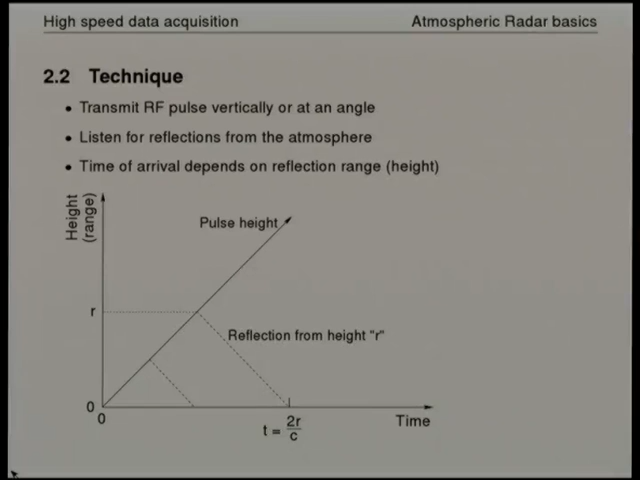 High speed data acquisition
Atmospheric Radar basics
2.2 Technique
• Transmit RF pulse vertically or at an angle
• Listen for reflections from the atmosphere
• Time of arrival depends on reflection range (height)
Height
(range)
Pulse height
r
Reflection from height "r"
0
0
t = 2r/c
Time